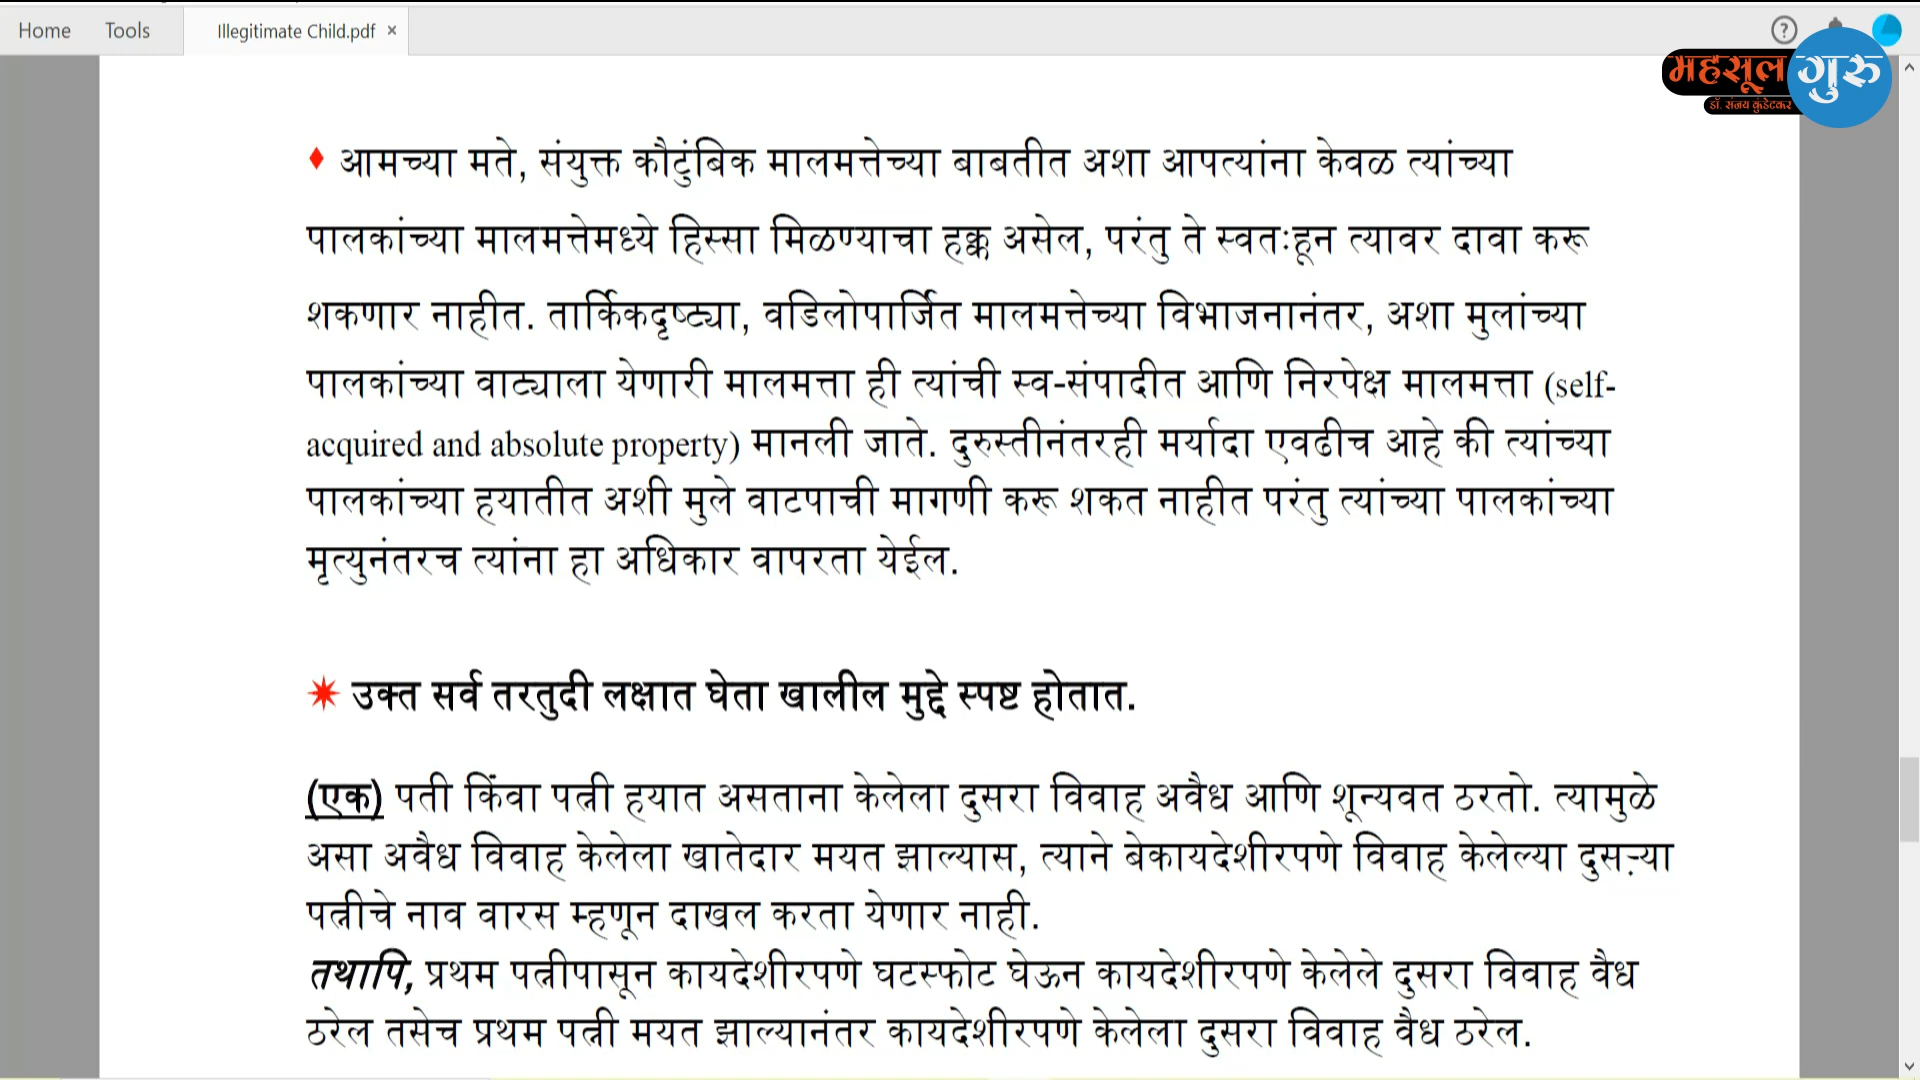 Home Tools Illegitimate Child.pdf ×
महसूल गुरु
डॉ. संजय कुंडेटकर
♦ आमच्या मते, संयुक्त कौटुंबिक मालमत्तेच्या बाबतीत अशा आपत्यांना केवळ त्यांच्या
पालकांच्या मालमत्तेमध्ये हिस्सा मिळण्याचा हक्क असेल, परंतु ते स्वतःहून त्यावर दावा करू
शकणार नाहीत. तार्किकदृष्ट्या, वडिलोपार्जित मालमत्तेच्या विभाजनानंतर, अशा मुलांच्या
पालकांच्या वाट्याला येणारी मालमत्ता ही त्यांची स्व-संपादीत आणि निरपेक्ष मालमत्ता (self-
acquired and absolute property) मानली जाते. दुरुस्तीनंतरही मर्यादा एवढीच आहे की त्यांच्या
पालकांच्या हयातीत अशी मुले वाटपाची मागणी करू शकत नाहीत परंतु त्यांच्या पालकांच्या
मृत्युनंतरच त्यांना हा अधिकार वापरता येईल.
✷ उक्त सर्व तरतुदी लक्षात घेता खालील मुद्दे स्पष्ट होतात.
(एक) पती किंवा पत्नी हयात असताना केलेला दुसरा विवाह अवैध आणि शून्यवत ठरतो. त्यामुळे
असा अवैध विवाह केलेला खातेदार मयत झाल्यास, त्याने बेकायदेशीरपणे विवाह केलेल्या दुसऱ्या
पत्नीचे नाव वारस म्हणून दाखल करता येणार नाही.
तथापि, प्रथम पत्नीपासून कायदेशीरपणे घटस्फोट घेऊन कायदेशीरपणे केलेले दुसरा विवाह वैध
ठरेल तसेच प्रथम पत्नी मयत झाल्यानंतर कायदेशीरपणे केलेला दुसरा विवाह वैध ठरेल.